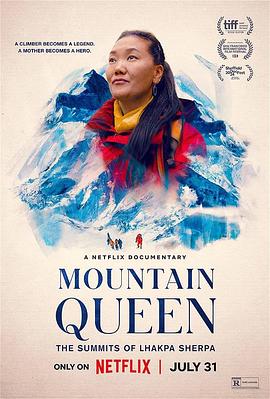 A CLIMBER BECOMES A LEGEND.
A MOTHER BECOMES A HERO.
tiff
A NETFLIX DOCUMENTARY
MOUNTAIN
QUEEN
THE SUMMITS OF LHAKPA SHERPA
ONLY ON NETFLIX | JULY 31
R